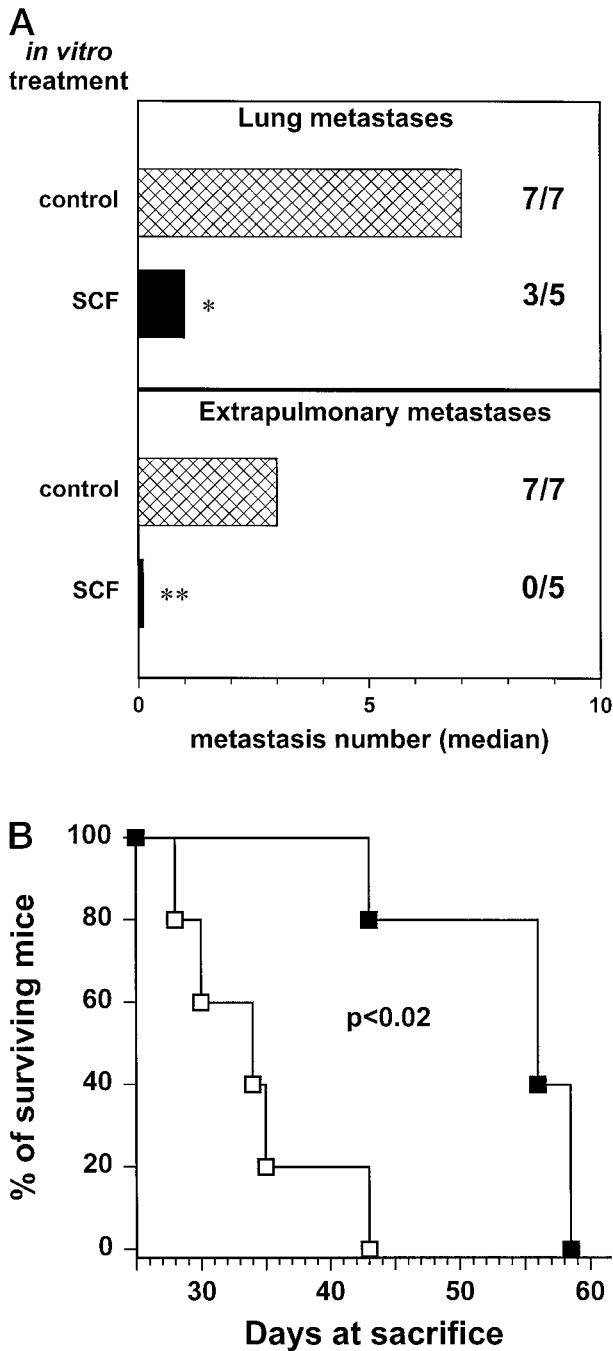 A
in vitro
treatment
Lung metastases
control
7/7
SCF
*
3/5
Extrapulmonary metastases
control
7/7
SCF
**
0/5
0
5
10
metastasis number (median)
B
100
80
60
40
20
0
% of surviving mice
p<0.02
30
40
50
60
Days at sacrifice